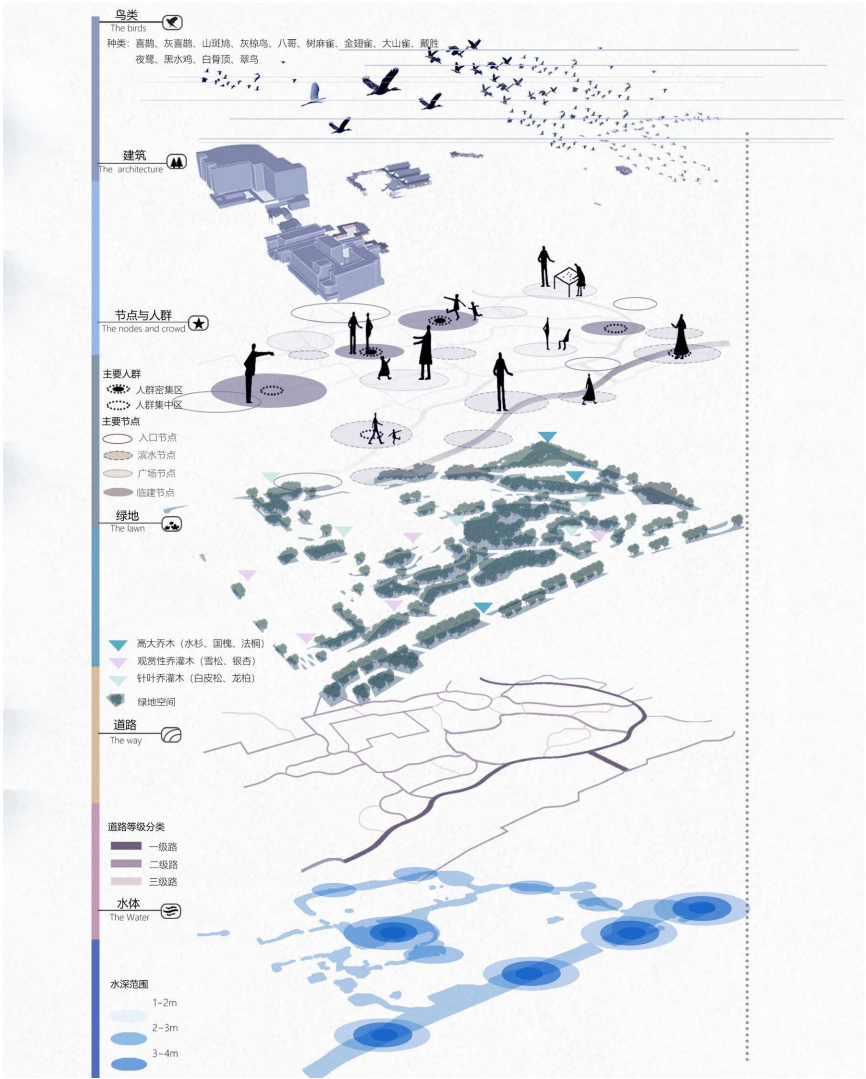 鸟类
The birds
种类：喜鹊、灰喜鹊、山斑鸠、灰椋鸟、八哥、树麻雀、金翅雀、大山雀、戴胜
夜鹭、黑水鸡、白骨顶、翠鸟
建筑
The architecture
节点与人群
The nodes and crowd
主要人群
人群密集区
人群集中区
主要节点
入口节点
滨水节点
广场节点
临建节点
绿地
The lawn
高大乔木（水杉、国槐、法桐）
观赏性乔灌木（雪松、银杏）
针叶乔灌木（白皮松、龙柏）
绿地空间
道路
The way
道路等级分类
一级路
二级路
三级路
水体
The Water
水深范围
1~2m
2~3m
3~4m